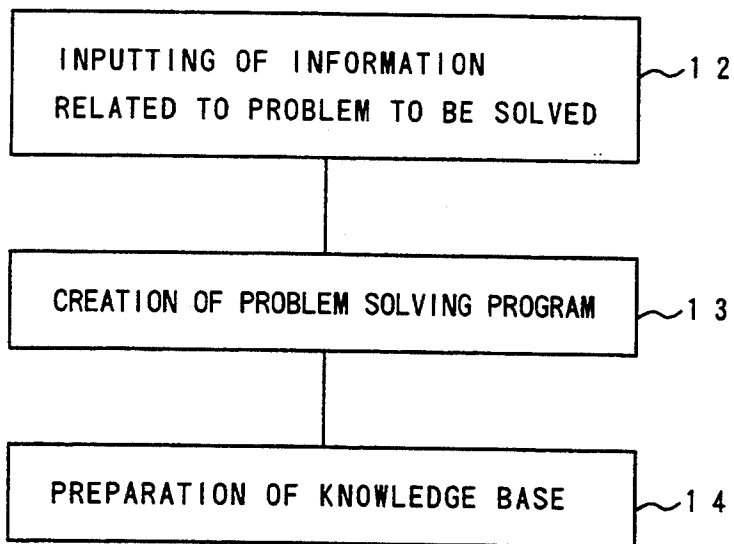 INPUTTING OF INFORMATION
RELATED TO PROBLEM TO BE SOLVED
12
CREATION OF PROBLEM SOLVING PROGRAM
13
PREPARATION OF KNOWLEDGE BASE
14